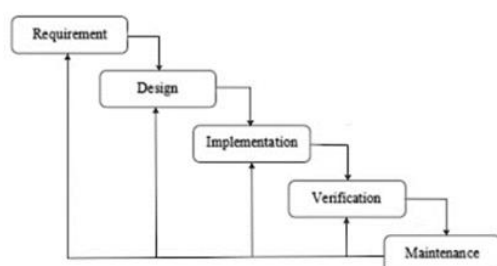 Requirement
Design
Implementation
Verification
Maintenance